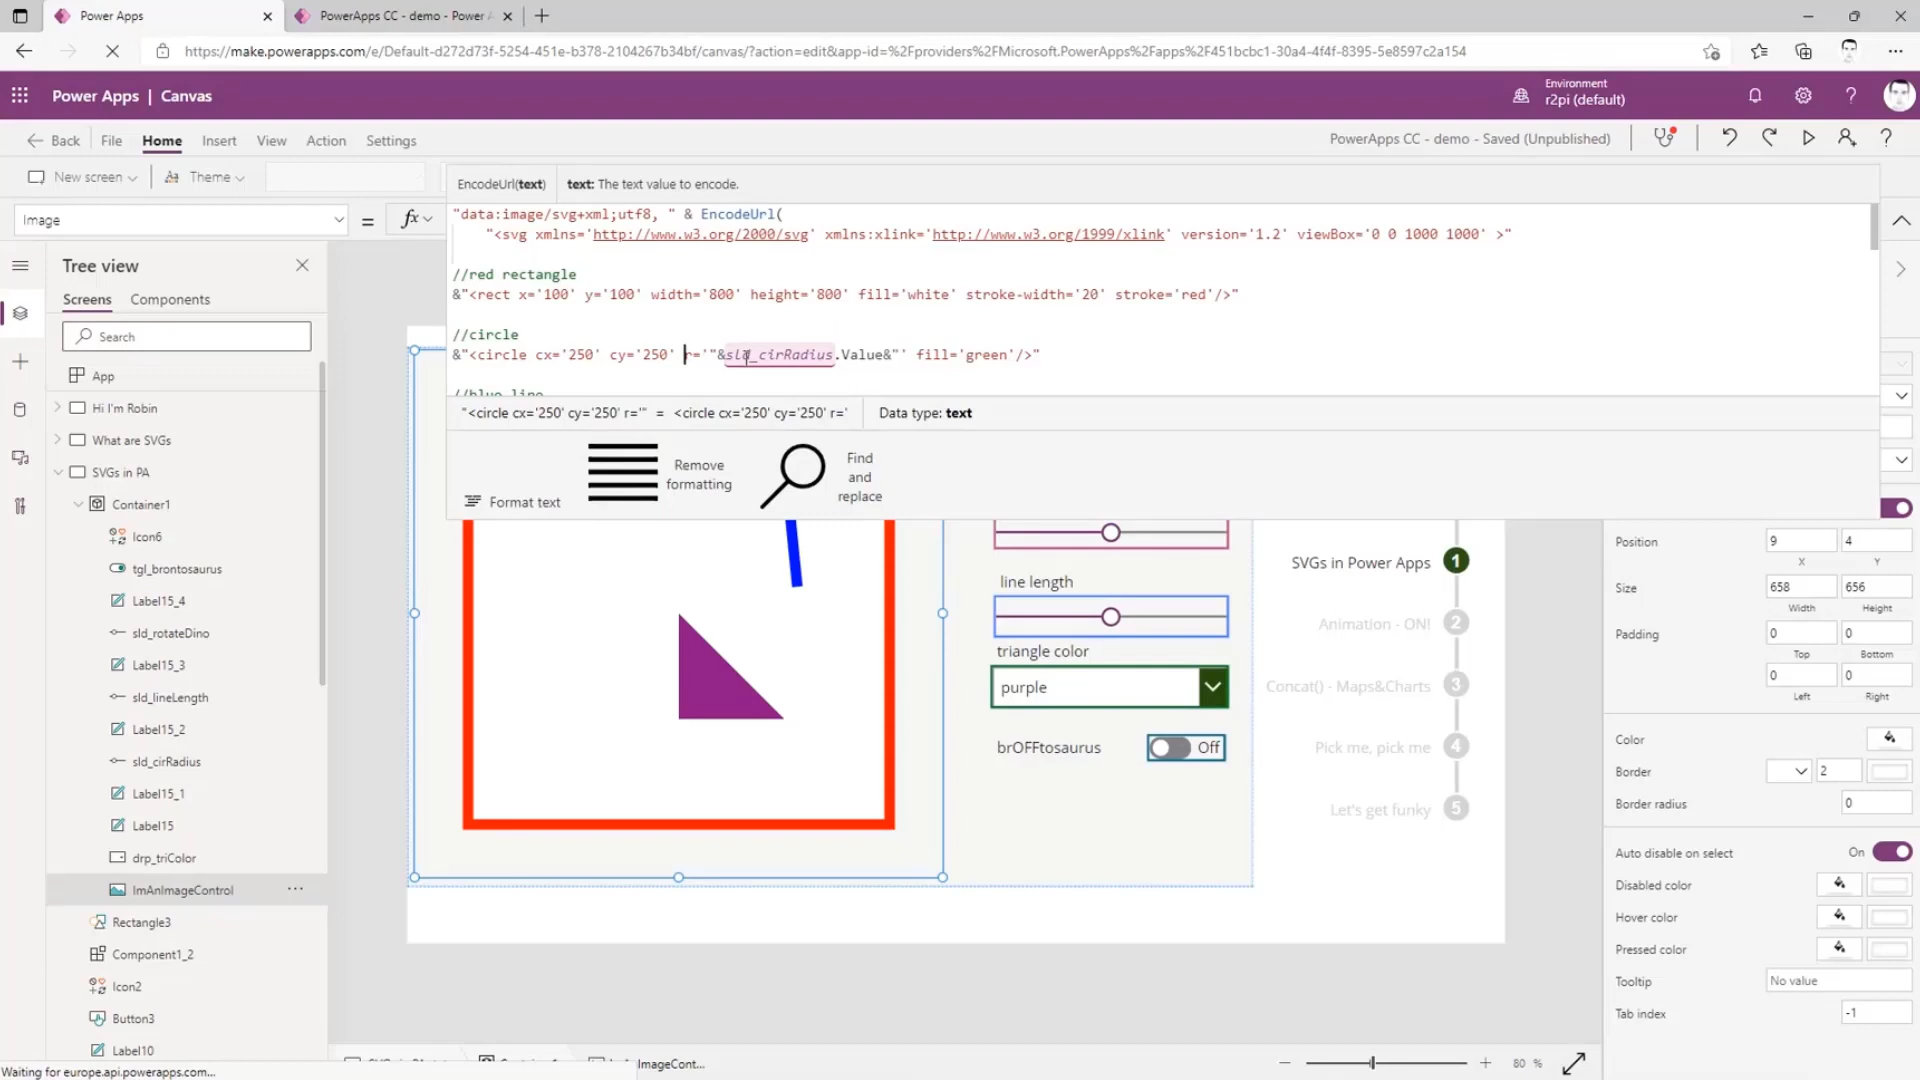 Power Apps
PowerApps CC - demo - Power A
https://make.powerapps.com/e/Default-d272d73f-5254-451e-b378-2104267b34bf/canvas/?action=edit&app-id=%2Fproviders%2FMicrosoft.PowerApps%2Fapps%2F451bcbc1-30a4-4f4f-8395-5e8597c2a154
Power Apps | Canvas
Environment
r2pi (default)
Back
File
Home
Insert
View
Action
Settings
PowerApps CC - demo - Saved (Unpublished)
New screen
Theme
EncodeUrl(text)
text: The text value to encode.
Image
=
fx
"data:image/svg+xml;utf8, " & EncodeUrl(
"<svg xmlns='http://www.w3.org/2000/svg' xmlns:xlink='http://www.w3.org/1999/xlink' version='1.2' viewBox='0 0 1000 1000' >"
//red rectangle
&"<rect x='100' y='100' width='800' height='800' fill='white' stroke-width='20' stroke='red'/>"
//circle
&"<circle cx='250' cy='250' r='"&sld_cirRadius.Value&"' fill='green'/>"
//blue line
"<circle cx='250' cy='250' r='" = <circle cx='250' cy='250' r='
Data type: text
Format text
Remove
formatting
Find
and
replace
Tree view
Screens
Components
Search
App
Hi I'm Robin
What are SVGs
SVGs in PA
Container1
Icon6
tgl_brontosaurus
Label15_4
sld_rotateDino
Label15_3
sld_lineLength
Label15_2
sld_cirRadius
Label15_1
Label15
drp_triColor
ImAnImageControl
Rectangle3
Component1_2
Icon2
Button3
Label10
line length
triangle color
purple
brOFFtosaurus
Off
SVGs in Power Apps 1
Animation - ON! 2
Concat() - Maps&Charts 3
Pick me, pick me 4
Let's get funky 5
Position
9
4
X
Y
Size
658
656
Width
Height
Padding
0
0
Top
Bottom
0
0
Left
Right
Color
Border
2
Border radius
0
Auto disable on select
On
Disabled color
Hover color
Pressed color
Tooltip
No value
Tab index
-1
ImageCont...
80 %
Waiting for europe.api.powerapps.com...